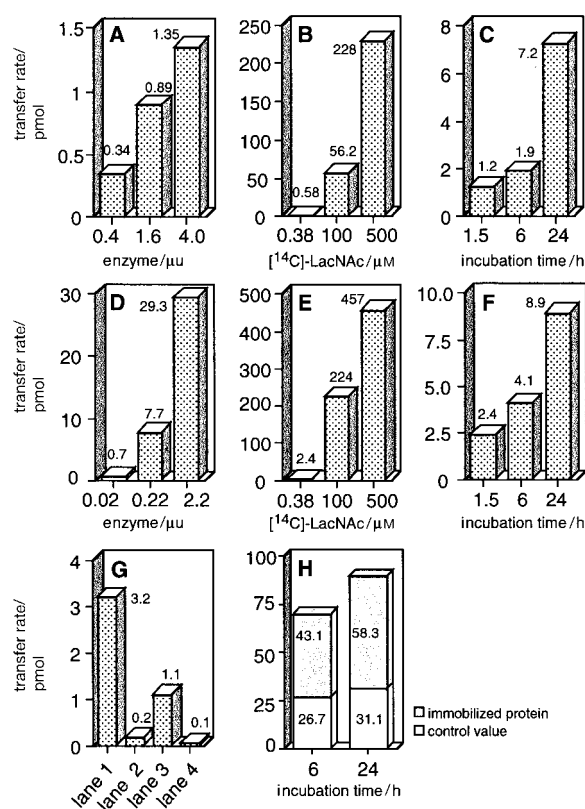 A
transfer rate/
pmol
1.5
1
0.5
0
0.34
0.89
1.35
0.4 1.6 4.0
enzyme/μu
B
250
200
150
100
50
0
0.58
56.2
228
0.38 100 500
[¹⁴C]-LacNAc/μM
C
8
6
4
2
0
1.2
1.9
7.2
1.5 6 24
incubation time/h
D
transfer rate/
pmol
30
20
10
0
0.7
7.7
29.3
0.02 0.22 2.2
enzyme/μu
E
500
400
300
200
100
0
2.4
224
457
0.38 100 500
[¹⁴C]-LacNAc/μM
F
10.0
7.5
5.0
2.5
0
2.4
4.1
8.9
1.5 6 24
incubation time/h
G
transfer rate/
pmol
4
3
2
1
0
3.2
0.2
1.1
0.1
lane 1
lane 2
lane 3
lane 4
H
100
75
50
25
0
43.1
58.3
26.7
31.1
6 24
incubation time/h
immobilized protein
control value